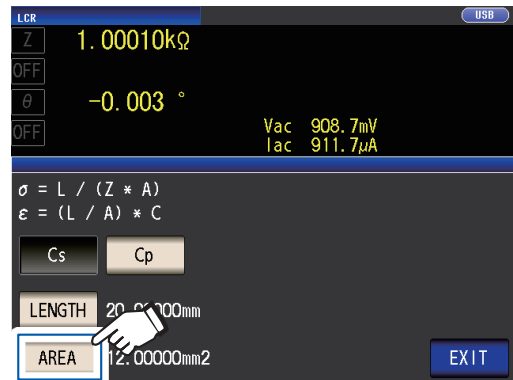 LCR USB
Z 1.00010kΩ
OFF
θ -0.003 °
OFF
Vac 908.7mV
Iac 911.7μA
σ = L / (Z * A)
ε = (L / A) * C
Cs Cp
LENGTH
AREA 12.00000mm2
EXIT